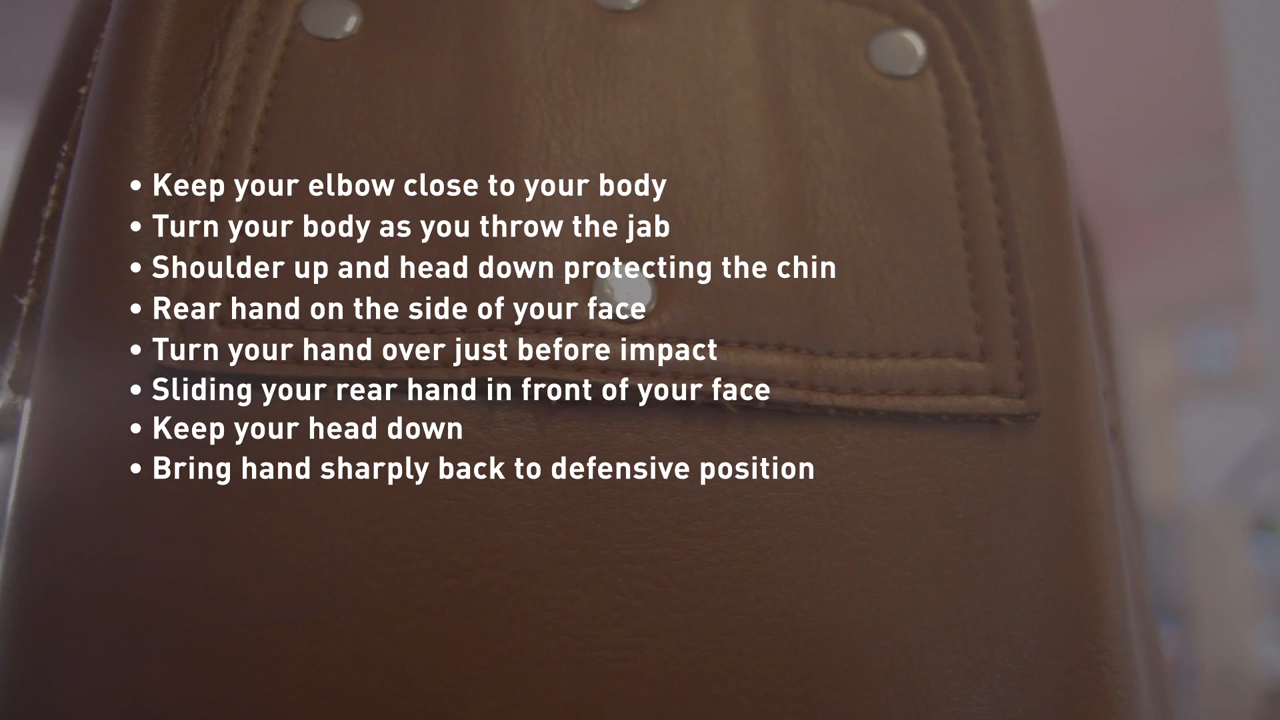 • Keep your elbow close to your body
• Turn your body as you throw the jab
• Shoulder up and head down protecting the chin
• Rear hand on the side of your face
• Turn your hand over just before impact
• Sliding your rear hand in front of your face
• Keep your head down
• Bring hand sharply back to defensive position